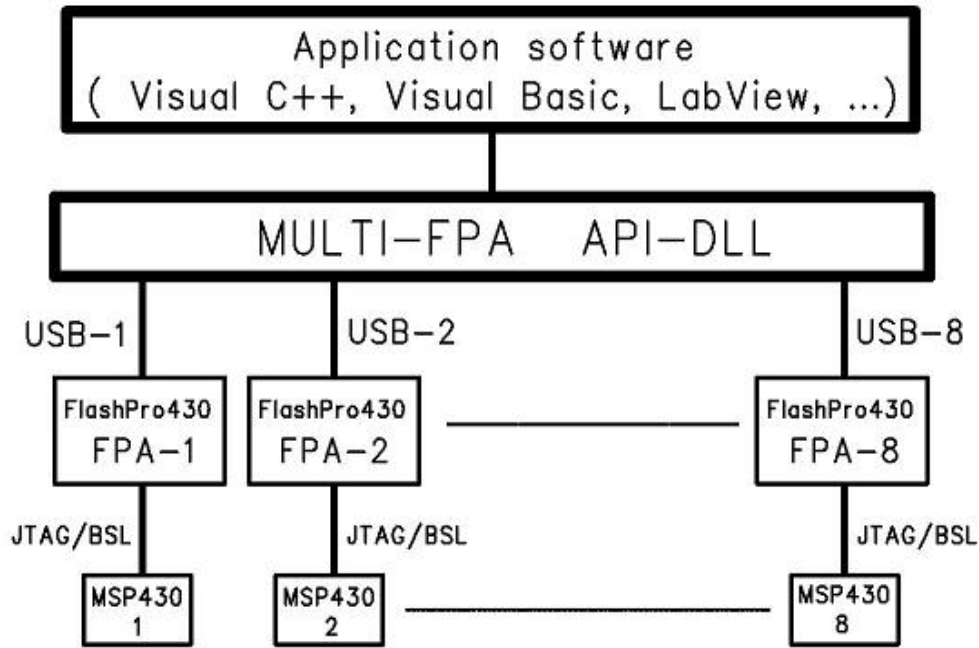 Application software
( Visual C++, Visual Basic, LabView, ...)
MULTI-FPA API-DLL
USB-1
USB-2
USB-8
FlashPro430
FPA-1
FlashPro430
FPA-2
FlashPro430
FPA-8
JTAG/BSL
JTAG/BSL
JTAG/BSL
MSP430
1
MSP430
2
MSP430
8